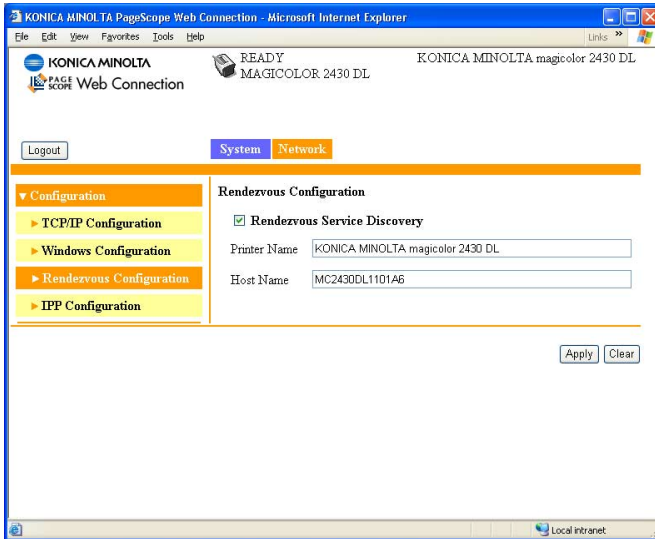 KONICA MINOLTA PageScope Web Connection - Microsoft Internet Explorer
File Edit View Favorites Tools Help
Links »
KONICA MINOLTA
PAGE SCOPE Web Connection
READY
MAGICOLOR 2430 DL
KONICA MINOLTA magicolor 2430 DL
Logout
System Network
Configuration
TCP/IP Configuration
Windows Configuration
Rendezvous Configuration
IPP Configuration
Rendezvous Configuration
Rendezvous Service Discovery
Printer Name KONICA MINOLTA magicolor 2430 DL
Host Name MC2430DL1101A6
Apply Clear
Local intranet